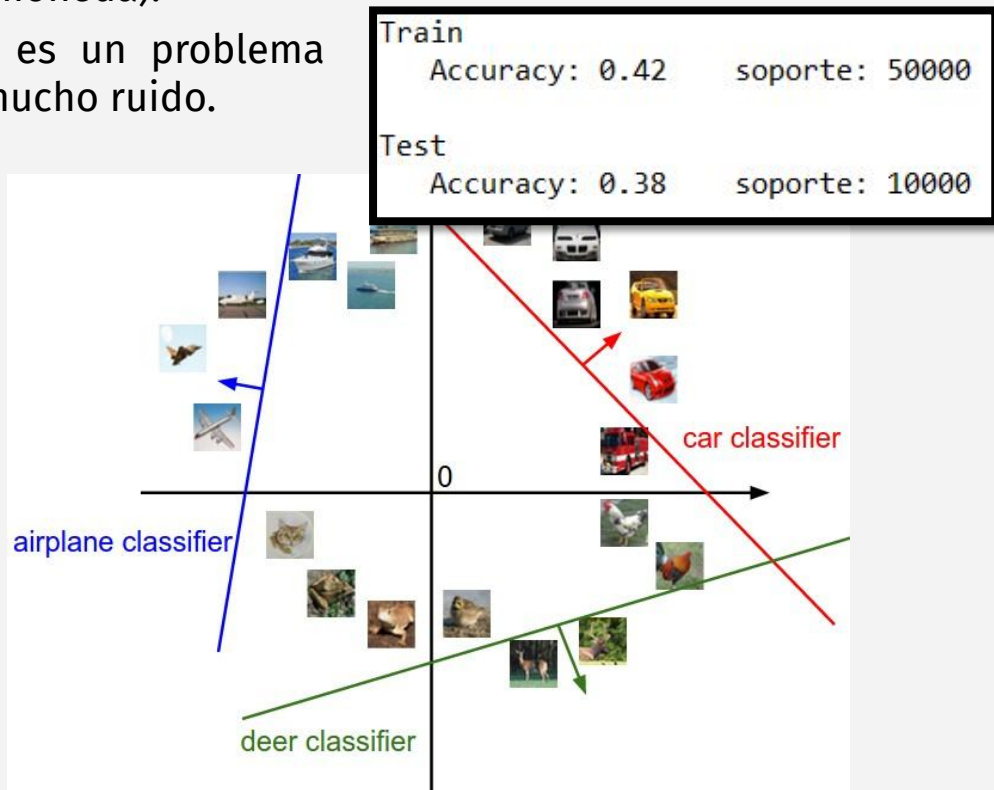 es un problema
mucho ruido.
Train
Accuracy: 0.42 soporte: 50000
Test
Accuracy: 0.38 soporte: 10000
car classifier
0
airplane classifier
deer classifier